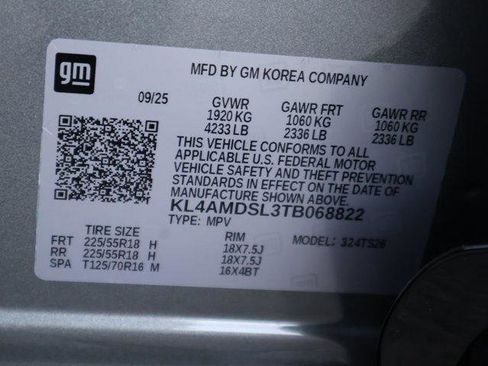 gm
MFD BY GM KOREA COMPANY
09/25 GVWR GAWR FRT GAWR RR
1920 KG 1060 KG 1060 KG
4233 LB 2336 LB 2336 LB
THIS VEHICLE CONFORMS TO ALL
APPLICABLE U.S. FEDERAL MOTOR
VEHICLE SAFETY AND THEFT PREVENTION
STANDARDS IN EFFECT ON THE DATE OF
MANUFACTURE SHOWN ABOVE.
KL4AMDSL3TB068822
TYPE: MPV
TIRE SIZE RIM MODEL: 324TS26
FRT 225/55R18 H 18X7.5J
RR 225/55R18 H 18X7.5J
SPA T125/70R16 M 16X4BT